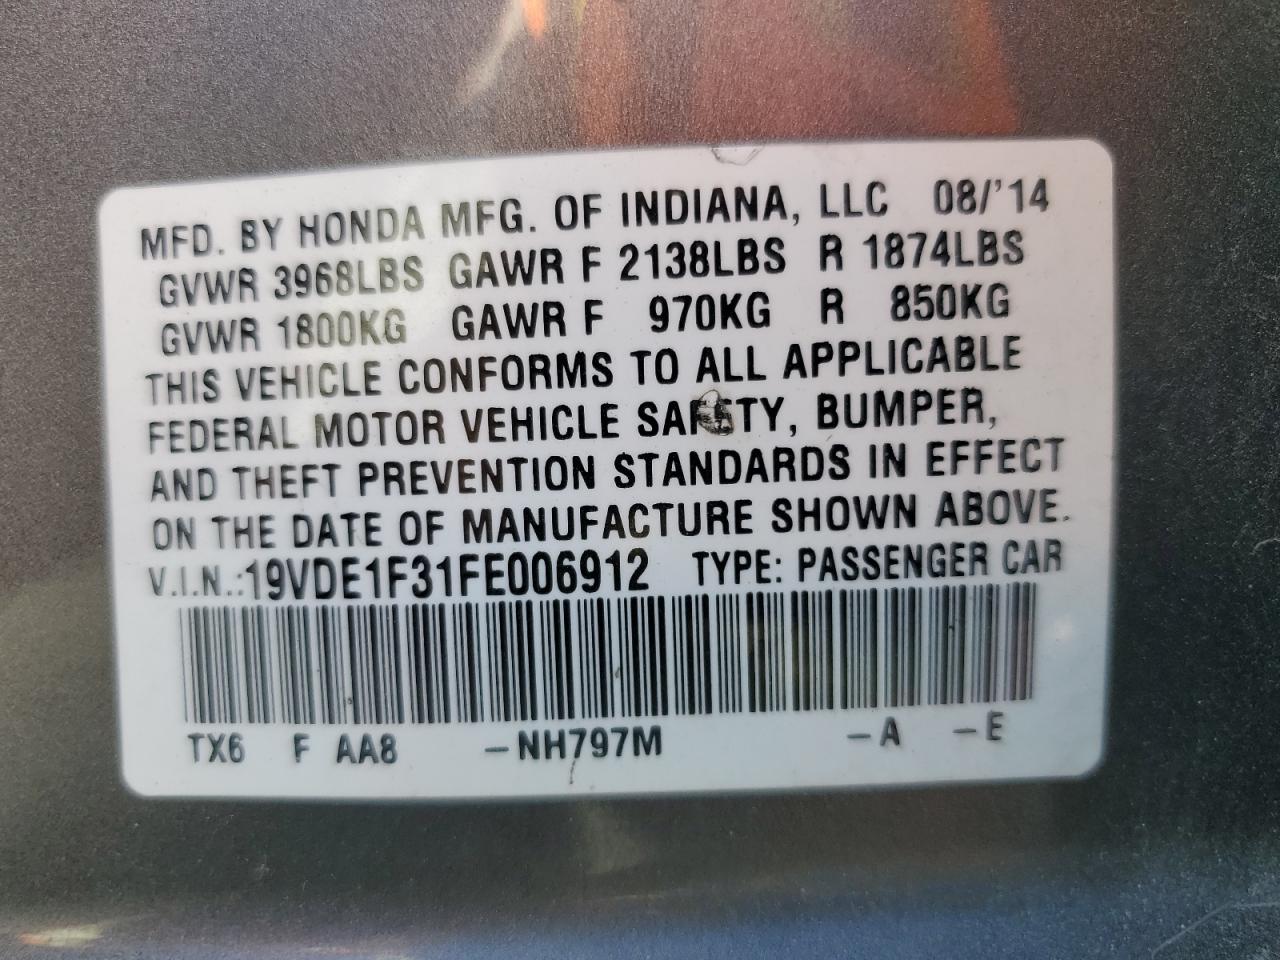 MFD. BY HONDA MFG. OF INDIANA, LLC 08/'14
GVWR 3968LBS GAWR F 2138LBS R 1874LBS
GVWR 1800KG GAWR F 970KG R 850KG
THIS VEHICLE CONFORMS TO ALL APPLICABLE
FEDERAL MOTOR VEHICLE SAFETY, BUMPER,
AND THEFT PREVENTION STANDARDS IN EFFECT
ON THE DATE OF MANUFACTURE SHOWN ABOVE.
V.I.N.:19VDE1F31FE006912 TYPE: PASSENGER CAR
TX6 F AA8 –NH797M –A –E